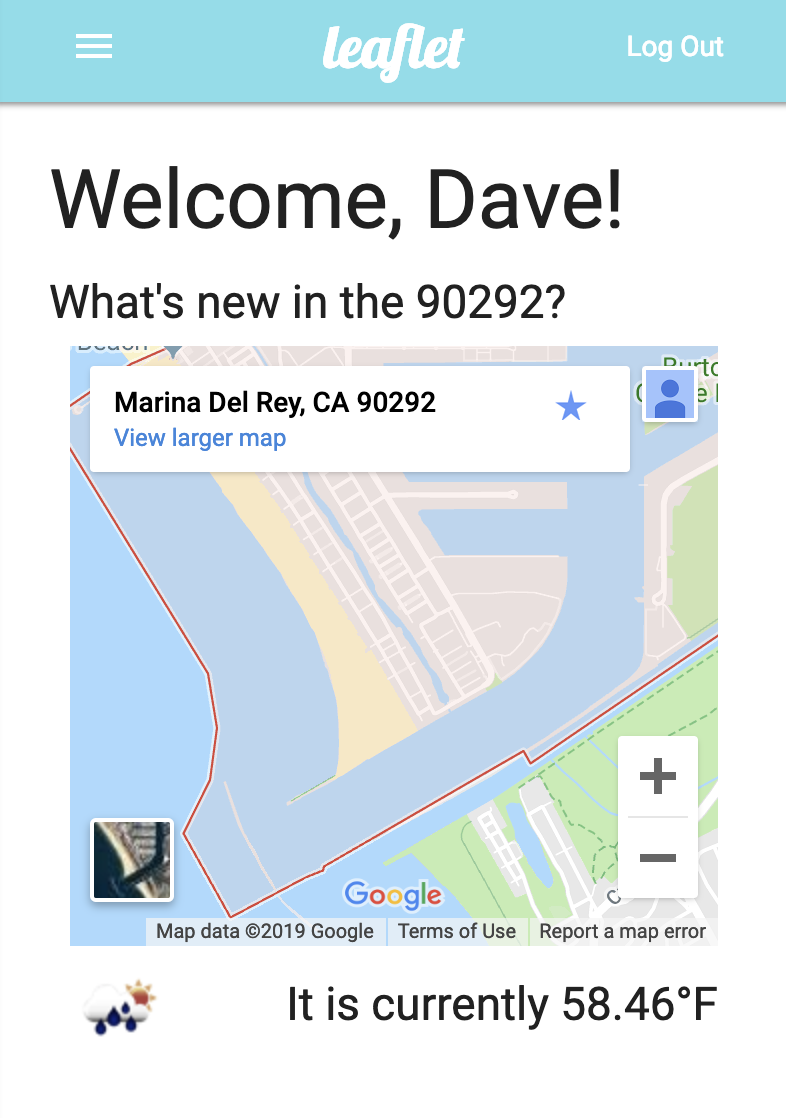 leaflet
Log Out
Welcome, Dave!
What's new in the 90292?
Beach
Marina Del Rey, CA 90292
View larger map
Google
Map data ©2019 Google
Terms of Use
Report a map error
It is currently 58.46°F